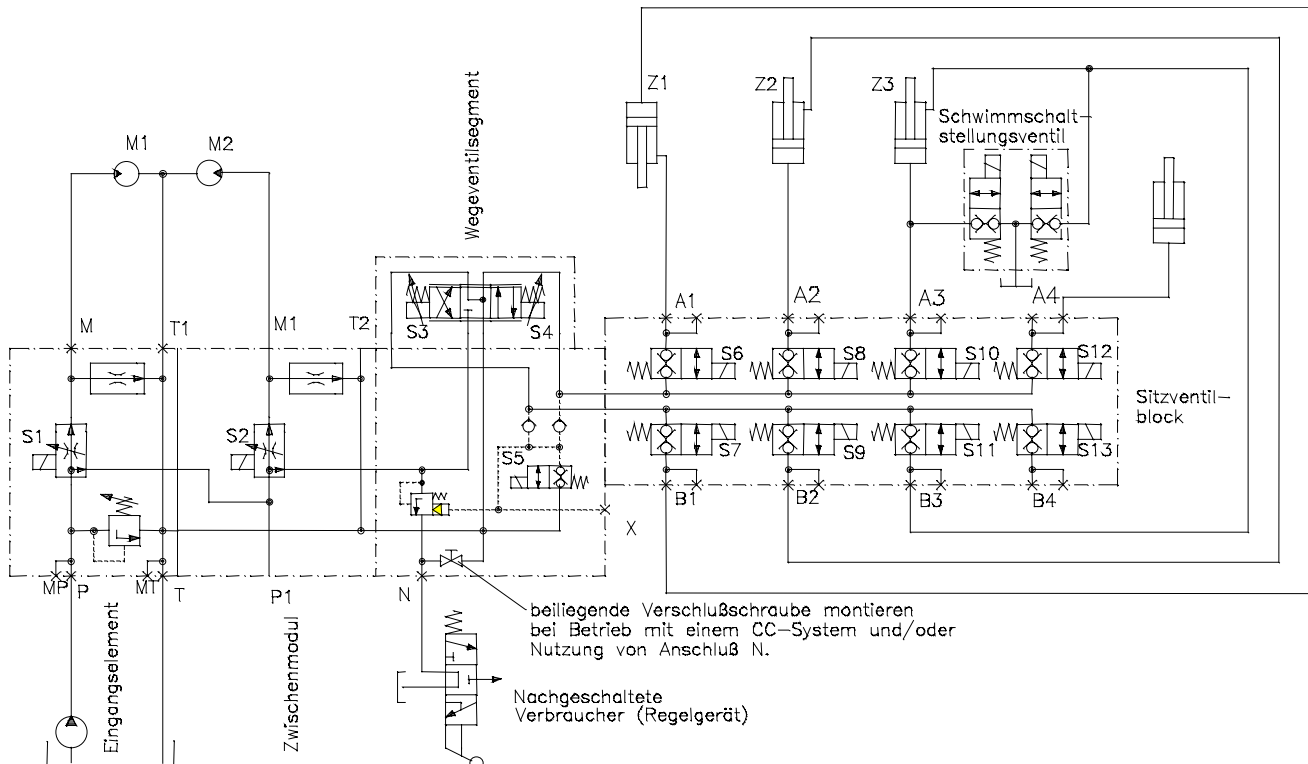 Z1
Z2
Z3
Schwimmschalt-
stellungsventil
M1
M2
Wegeventilsegment
M
T1
M1
T2
S3
S4
A1
A2
A3
A4
S6
S8
S10
S12
Sitzventil-
block
S1
S2
S5
S7
S9
S11
S13
B1
B2
B3
B4
X
MP
P
MT
T
P1
N
Eingangselement
Zwischenmodul
beiliegende Verschlußschraube montieren
bei Betrieb mit einem CC-System und/oder
Nutzung von Anschluß N.
Nachgeschaltete
Verbraucher (Regelgerät)